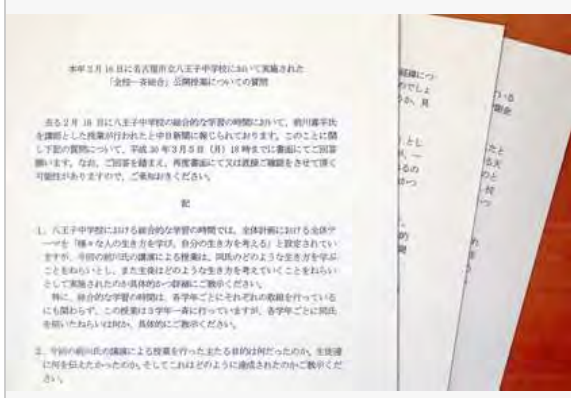 本年2月16日に名古屋市立八王子中学校において実施された
「全校一斉総合」公開授業についての質問
去る2月16日に八王子中学校の総合的な学習の時間において、前川喜平氏
を講師とした授業が行われたと中日新聞に報じられております。このことに関
し下記の質問について、平成30年3月5日(月)18時までに書面にてご回答
願います。なお、ご回答を踏まえ、再度書面にて又は直接ご確認をさせて頂く
可能性がありますので、ご承知おきください。
記
1. 八王子中学校における総合的な学習の時間では、全体計画における全体テ
ーマを「様々な人の生き方を学び、自分の生き方を考える」と設定されてい
ますが、今回の前川氏の講演による授業は、同氏のどのような生き方を学ぶ
ことをねらいとし、また生徒はどのような生き方を考えていくことをねらい
として実施されたのか具体的かつ詳細にご教示ください。
特に、総合的な学習の時間は、各学年ごとにそれぞれの取組を行っている
にも関わらず、この授業は3学年一斉に行っていますが、各学年ごとに同氏
を招いたねらいは何か、具体的にご教示ください。
2. 今回の前川氏の講演による授業を行った主たる目的は何だったのか。生徒達
に何を伝えたかったのか。そしてこれはどのように達成されたのかご教示くだ
さい。